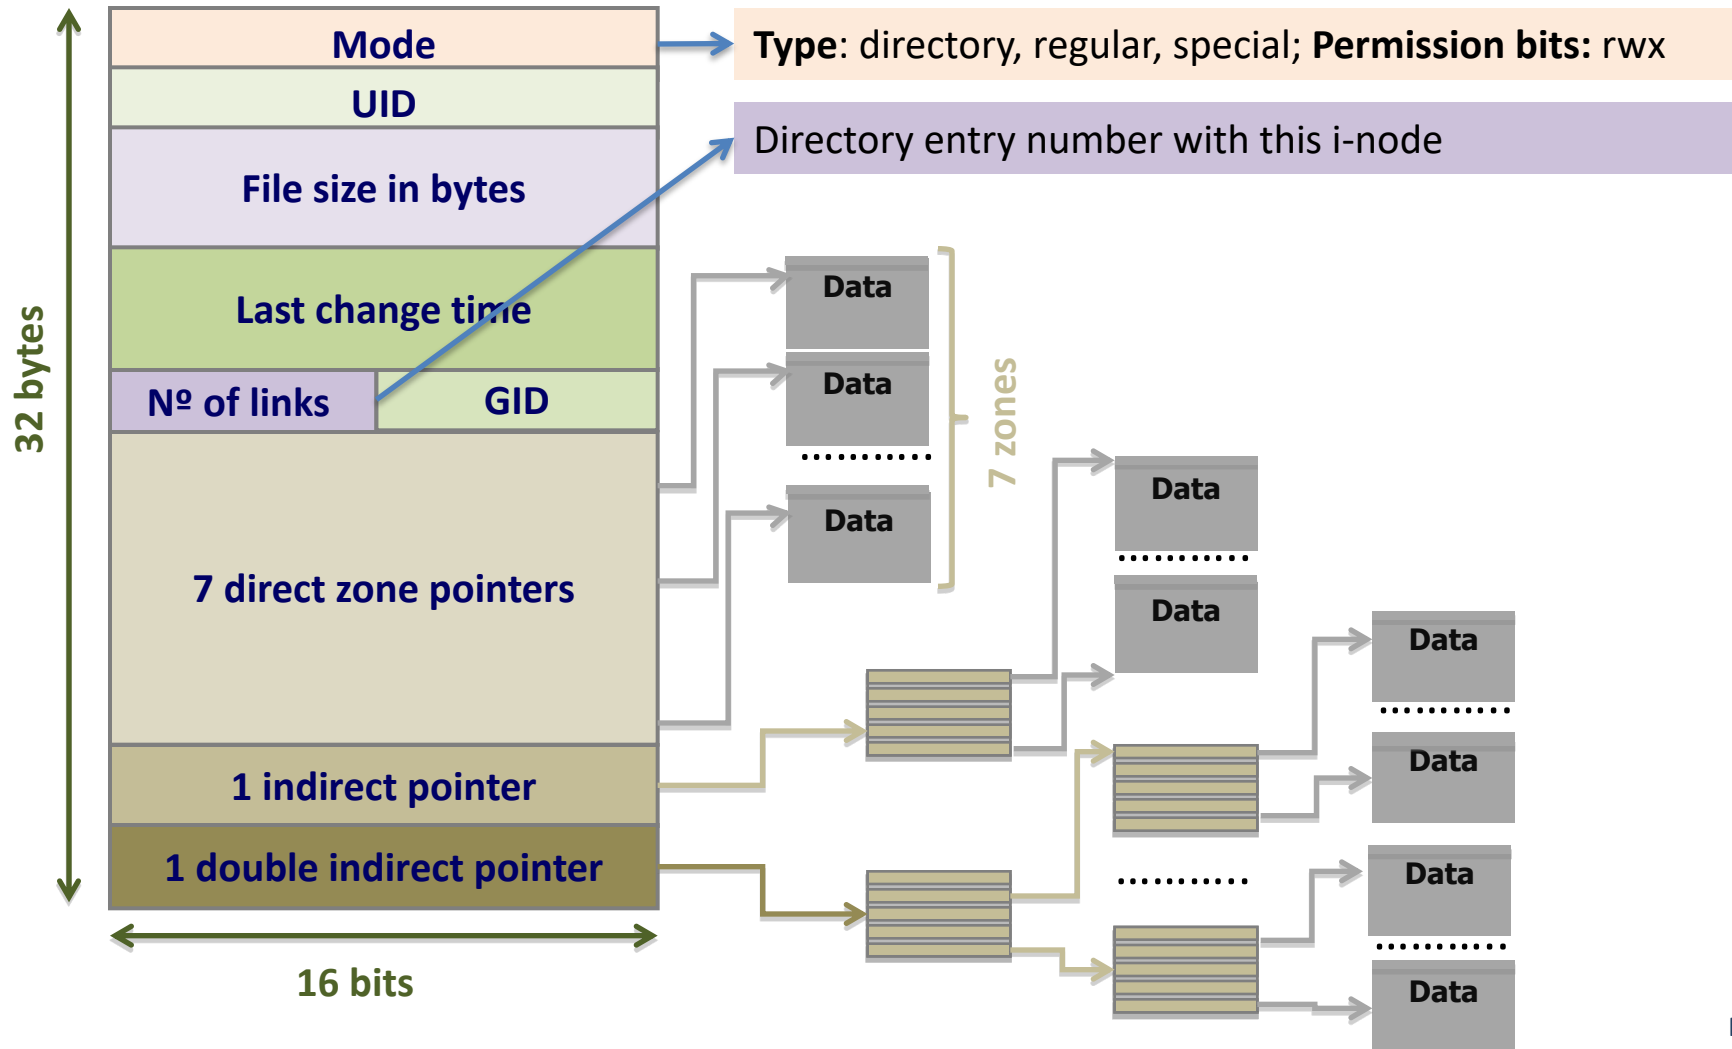 Mode
Type: directory, regular, special; Permission bits: rwx
UID
Directory entry number with this i-node
File size in bytes
Last change time
Nº of links
GID
32 bytes
7 direct zone pointers
1 indirect pointer
1 double indirect pointer
16 bits
Data
Data
...........
Data
7 zones
Data
...........
Data
Data
...........
Data
...........
Data
...........
Data